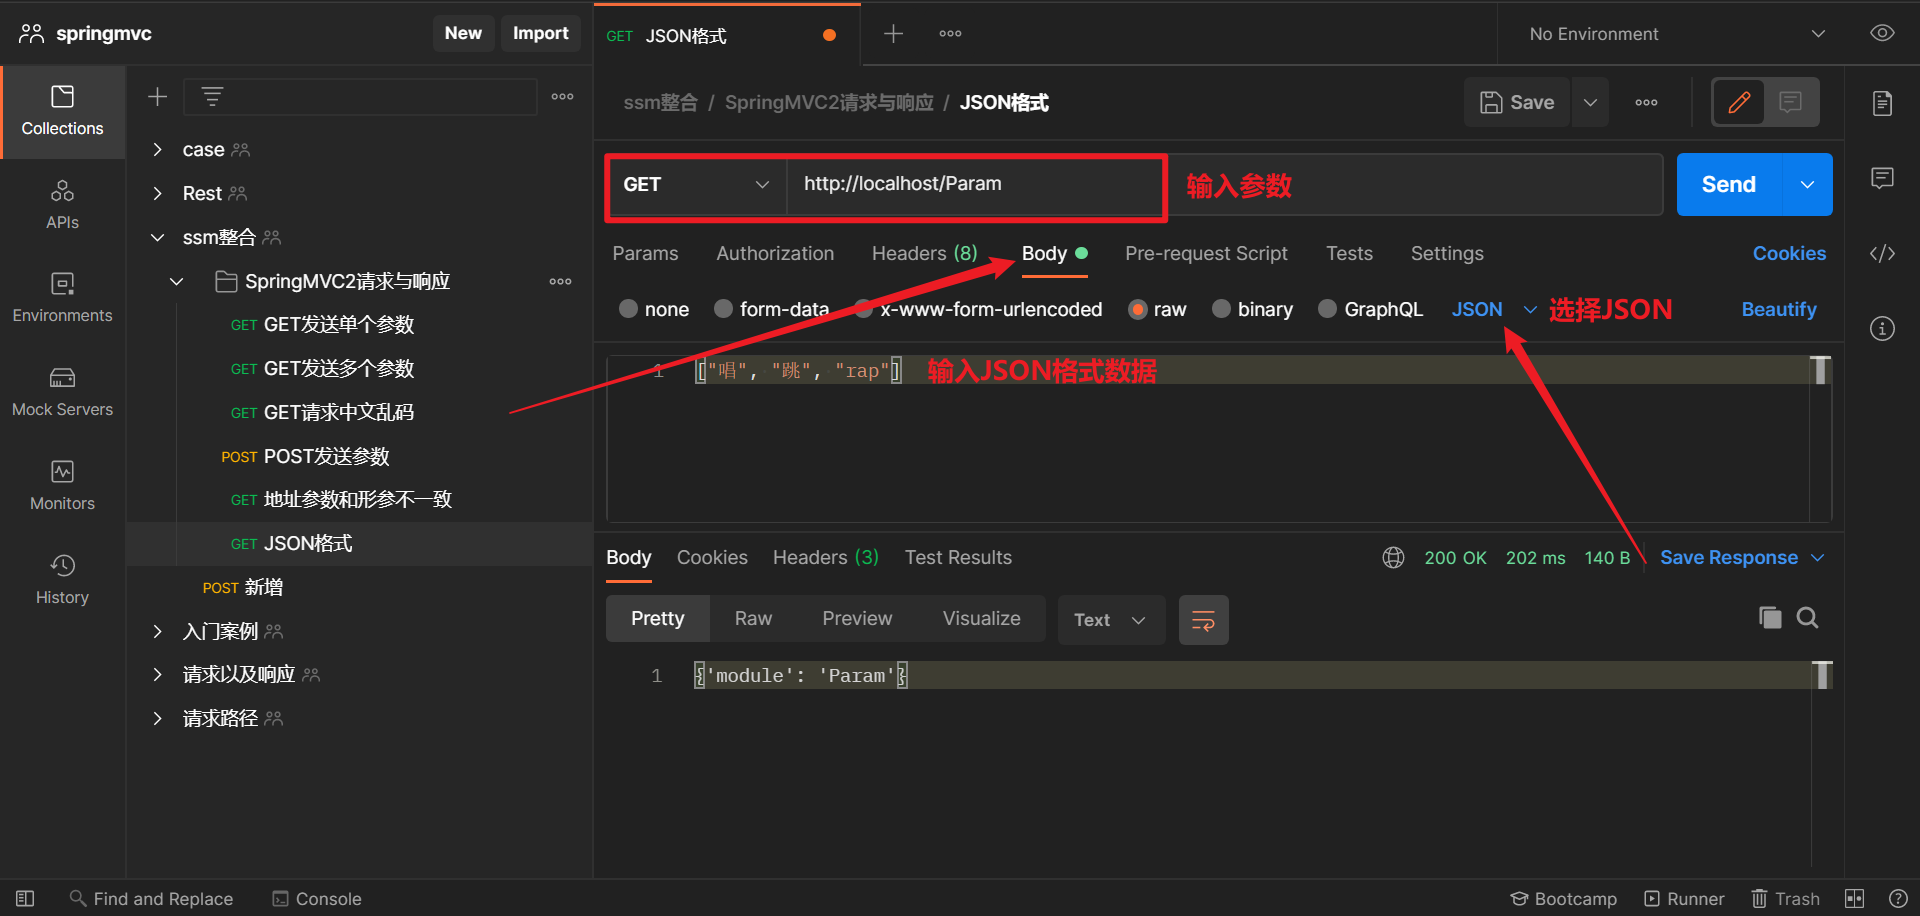 springmvc
New
Import
GET JSON格式
No Environment
Collections
ssm整合 / SpringMVC2请求与响应 / JSON格式
Save
case
Rest
ssm整合
SpringMVC2请求与响应
GET GET发送单个参数
GET GET发送多个参数
GET GET请求中文乱码
POST POST发送参数
GET 地址参数和形参不一致
GET JSON格式
POST 新增
入门案例
请求以及响应
请求路径
APIs
Environments
Mock Servers
Monitors
History
GET http://localhost/Param 输入参数
Send
Params Authorization Headers (8) Body Pre-request Script Tests Settings Cookies
none form-data x-www-form-urlencoded raw binary GraphQL JSON 选择JSON Beautify
1 ["唱", "跳", "rap"] 输入JSON格式数据
Body Cookies Headers (3) Test Results 200 OK 202 ms 140 B Save Response
Pretty Raw Preview Visualize Text
1 {'module': 'Param'}
Find and Replace Console Bootcamp Runner Trash